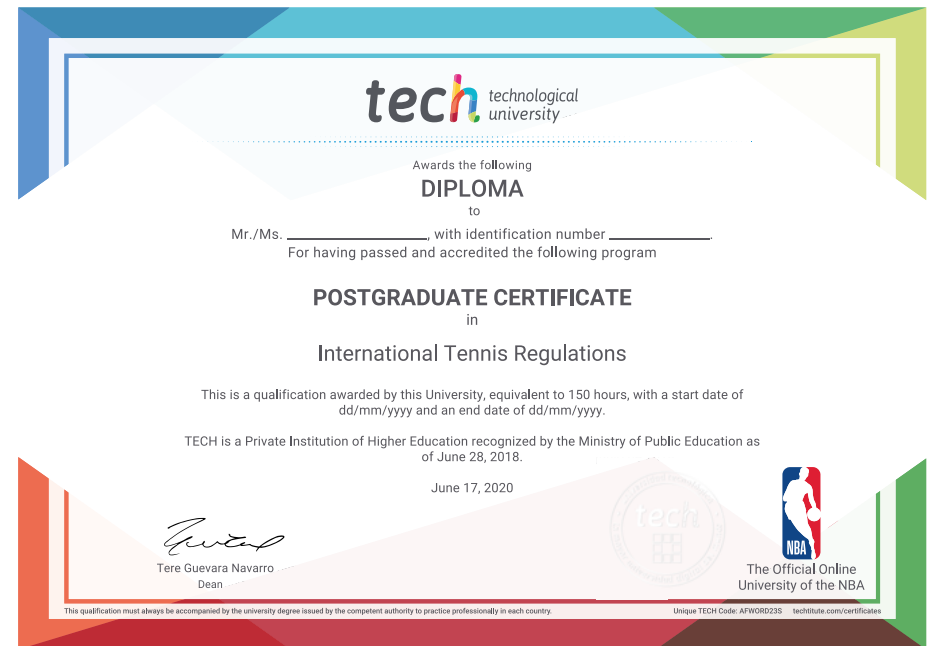 tech technological
university
Awards the following
DIPLOMA
to
Mr./Ms. ____________________, with identification number ______________.
For having passed and accredited the following program
POSTGRADUATE CERTIFICATE
in
International Tennis Regulations
This is a qualification awarded by this University, equivalent to 150 hours, with a start date of
dd/mm/yyyy and an end date of dd/mm/yyyy.
TECH is a Private Institution of Higher Education recognized by the Ministry of Public Education as
of June 28, 2018.
June 17, 2020
tech
Tere Guevara Navarro
Dean
NBA
The Official Online
University of the NBA
This qualification must always be accompanied by the university degree issued by the competent authority to practice professionally in each country.
Unique TECH Code: AFWORD23S techtitute.com/certificates